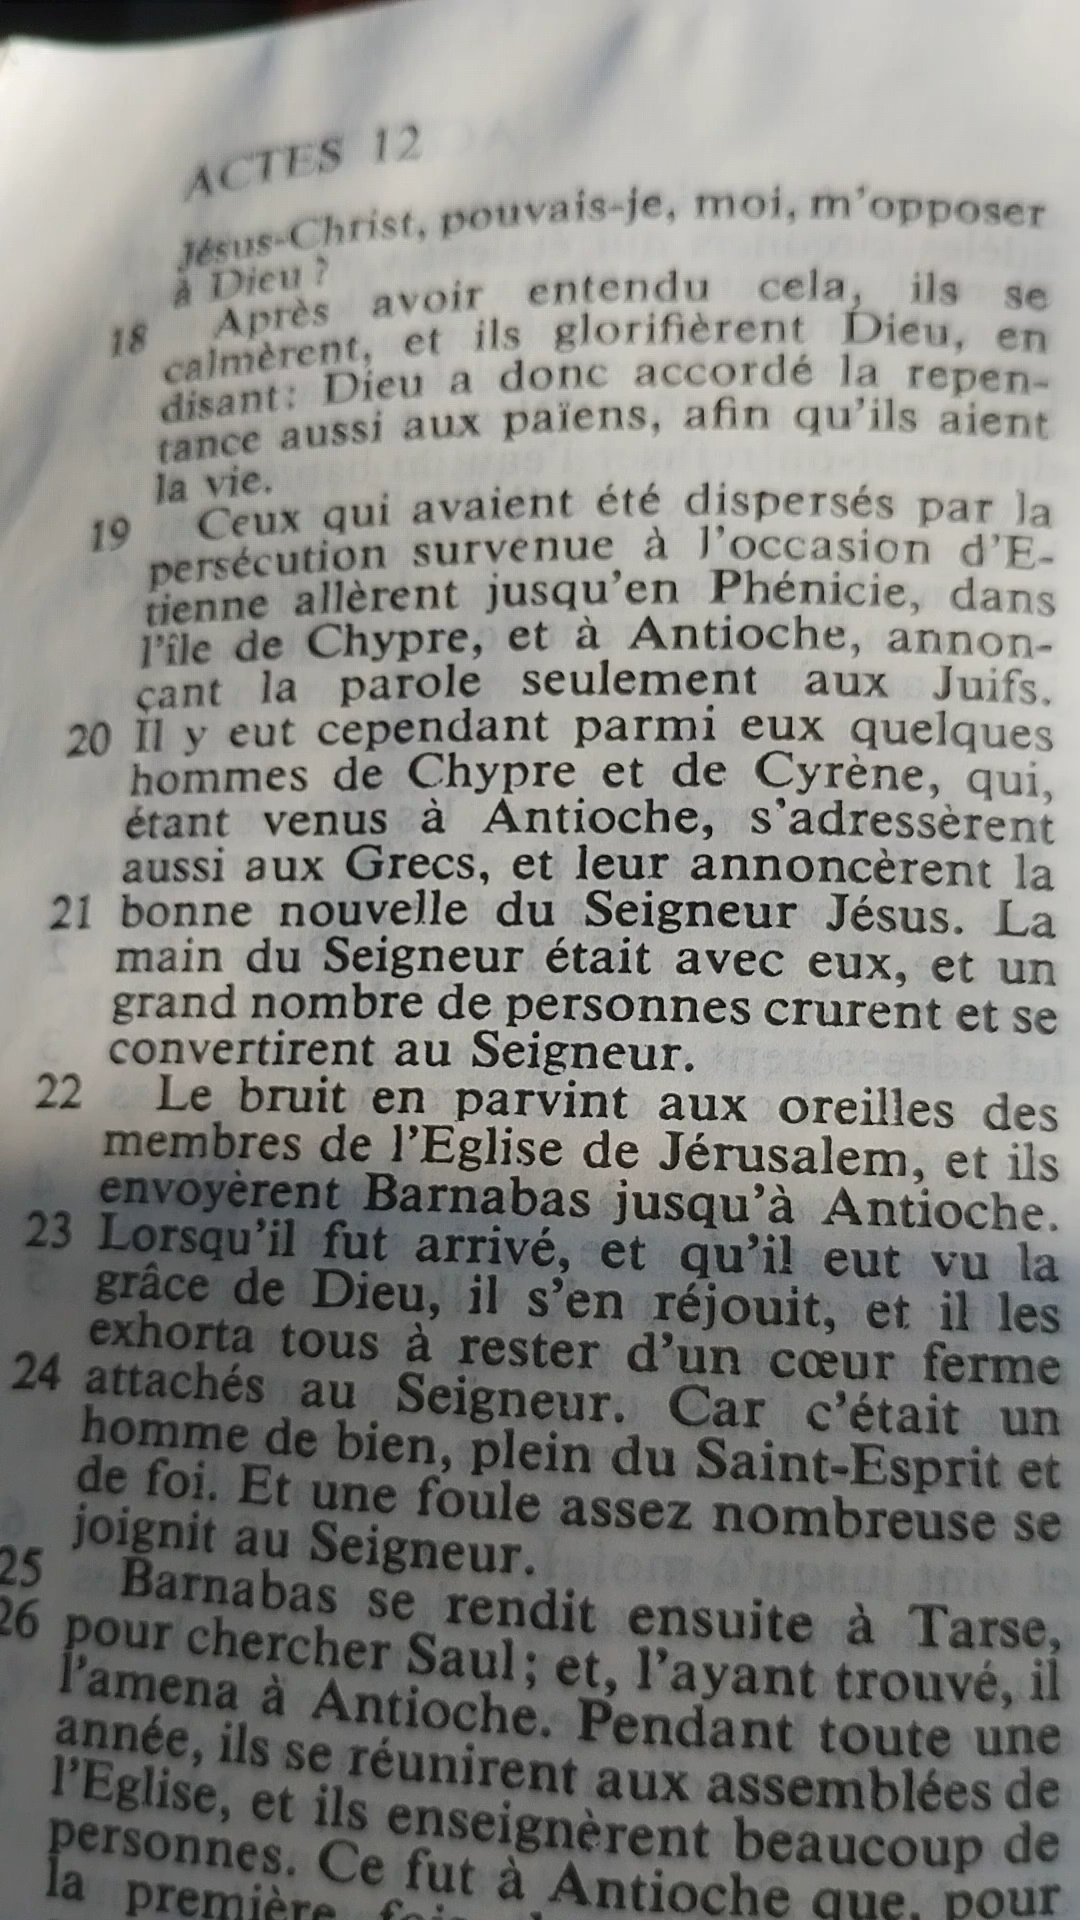 ACTES 12
Jésus-Christ, pouvais-je, moi, m'opposer
à Dieu ?
18 Après avoir entendu cela, ils se
calmèrent, et ils glorifièrent Dieu, en
disant: Dieu a donc accordé la repen-
tance aussi aux païens, afin qu'ils aient
la vie.
19 Ceux qui avaient été dispersés par la
persécution survenue à l'occasion d'E-
tienne allèrent jusqu'en Phénicie, dans
l'île de Chypre, et à Antioche, annon-
çant la parole seulement aux Juifs.
20 Il y eut cependant parmi eux quelques
hommes de Chypre et de Cyrène, qui,
étant venus à Antioche, s'adressèrent
aussi aux Grecs, et leur annoncèrent la
21 bonne nouvelle du Seigneur Jésus. La
main du Seigneur était avec eux, et un
grand nombre de personnes crurent et se
convertirent au Seigneur.
22 Le bruit en parvint aux oreilles des
membres de l'Eglise de Jérusalem, et ils
envoyèrent Barnabas jusqu'à Antioche.
23 Lorsqu'il fut arrivé, et qu'il eut vu la
grâce de Dieu, il s'en réjouit, et il les
exhorta tous à rester d'un cœur ferme
24 attachés au Seigneur. Car c'était un
homme de bien, plein du Saint-Esprit et
de foi. Et une foule assez nombreuse se
joignit au Seigneur.
25 Barnabas se rendit ensuite à Tarse,
26 pour chercher Saul; et, l'ayant trouvé, il
l'amena à Antioche. Pendant toute une
année, ils se réunirent aux assemblées de
l'Eglise, et ils enseignèrent beaucoup de
personnes. Ce fut à Antioche que, pour
la première fois